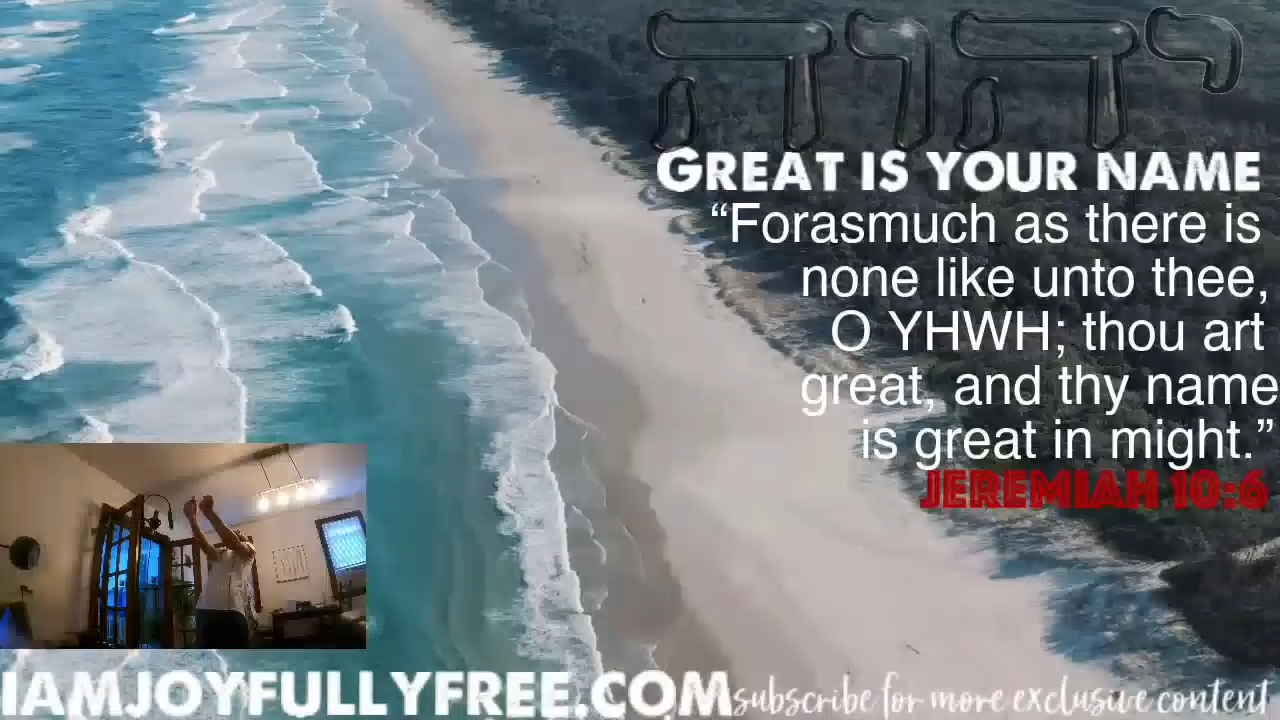 יהוה
GREAT IS YOUR NAME
“Forasmuch as there is
none like unto thee,
O YHWH; thou art
great, and thy name
is great in might.”
JEREMIAH 10:6
IAMJOYFULLYFREE.COM
subscribe for more exclusive content